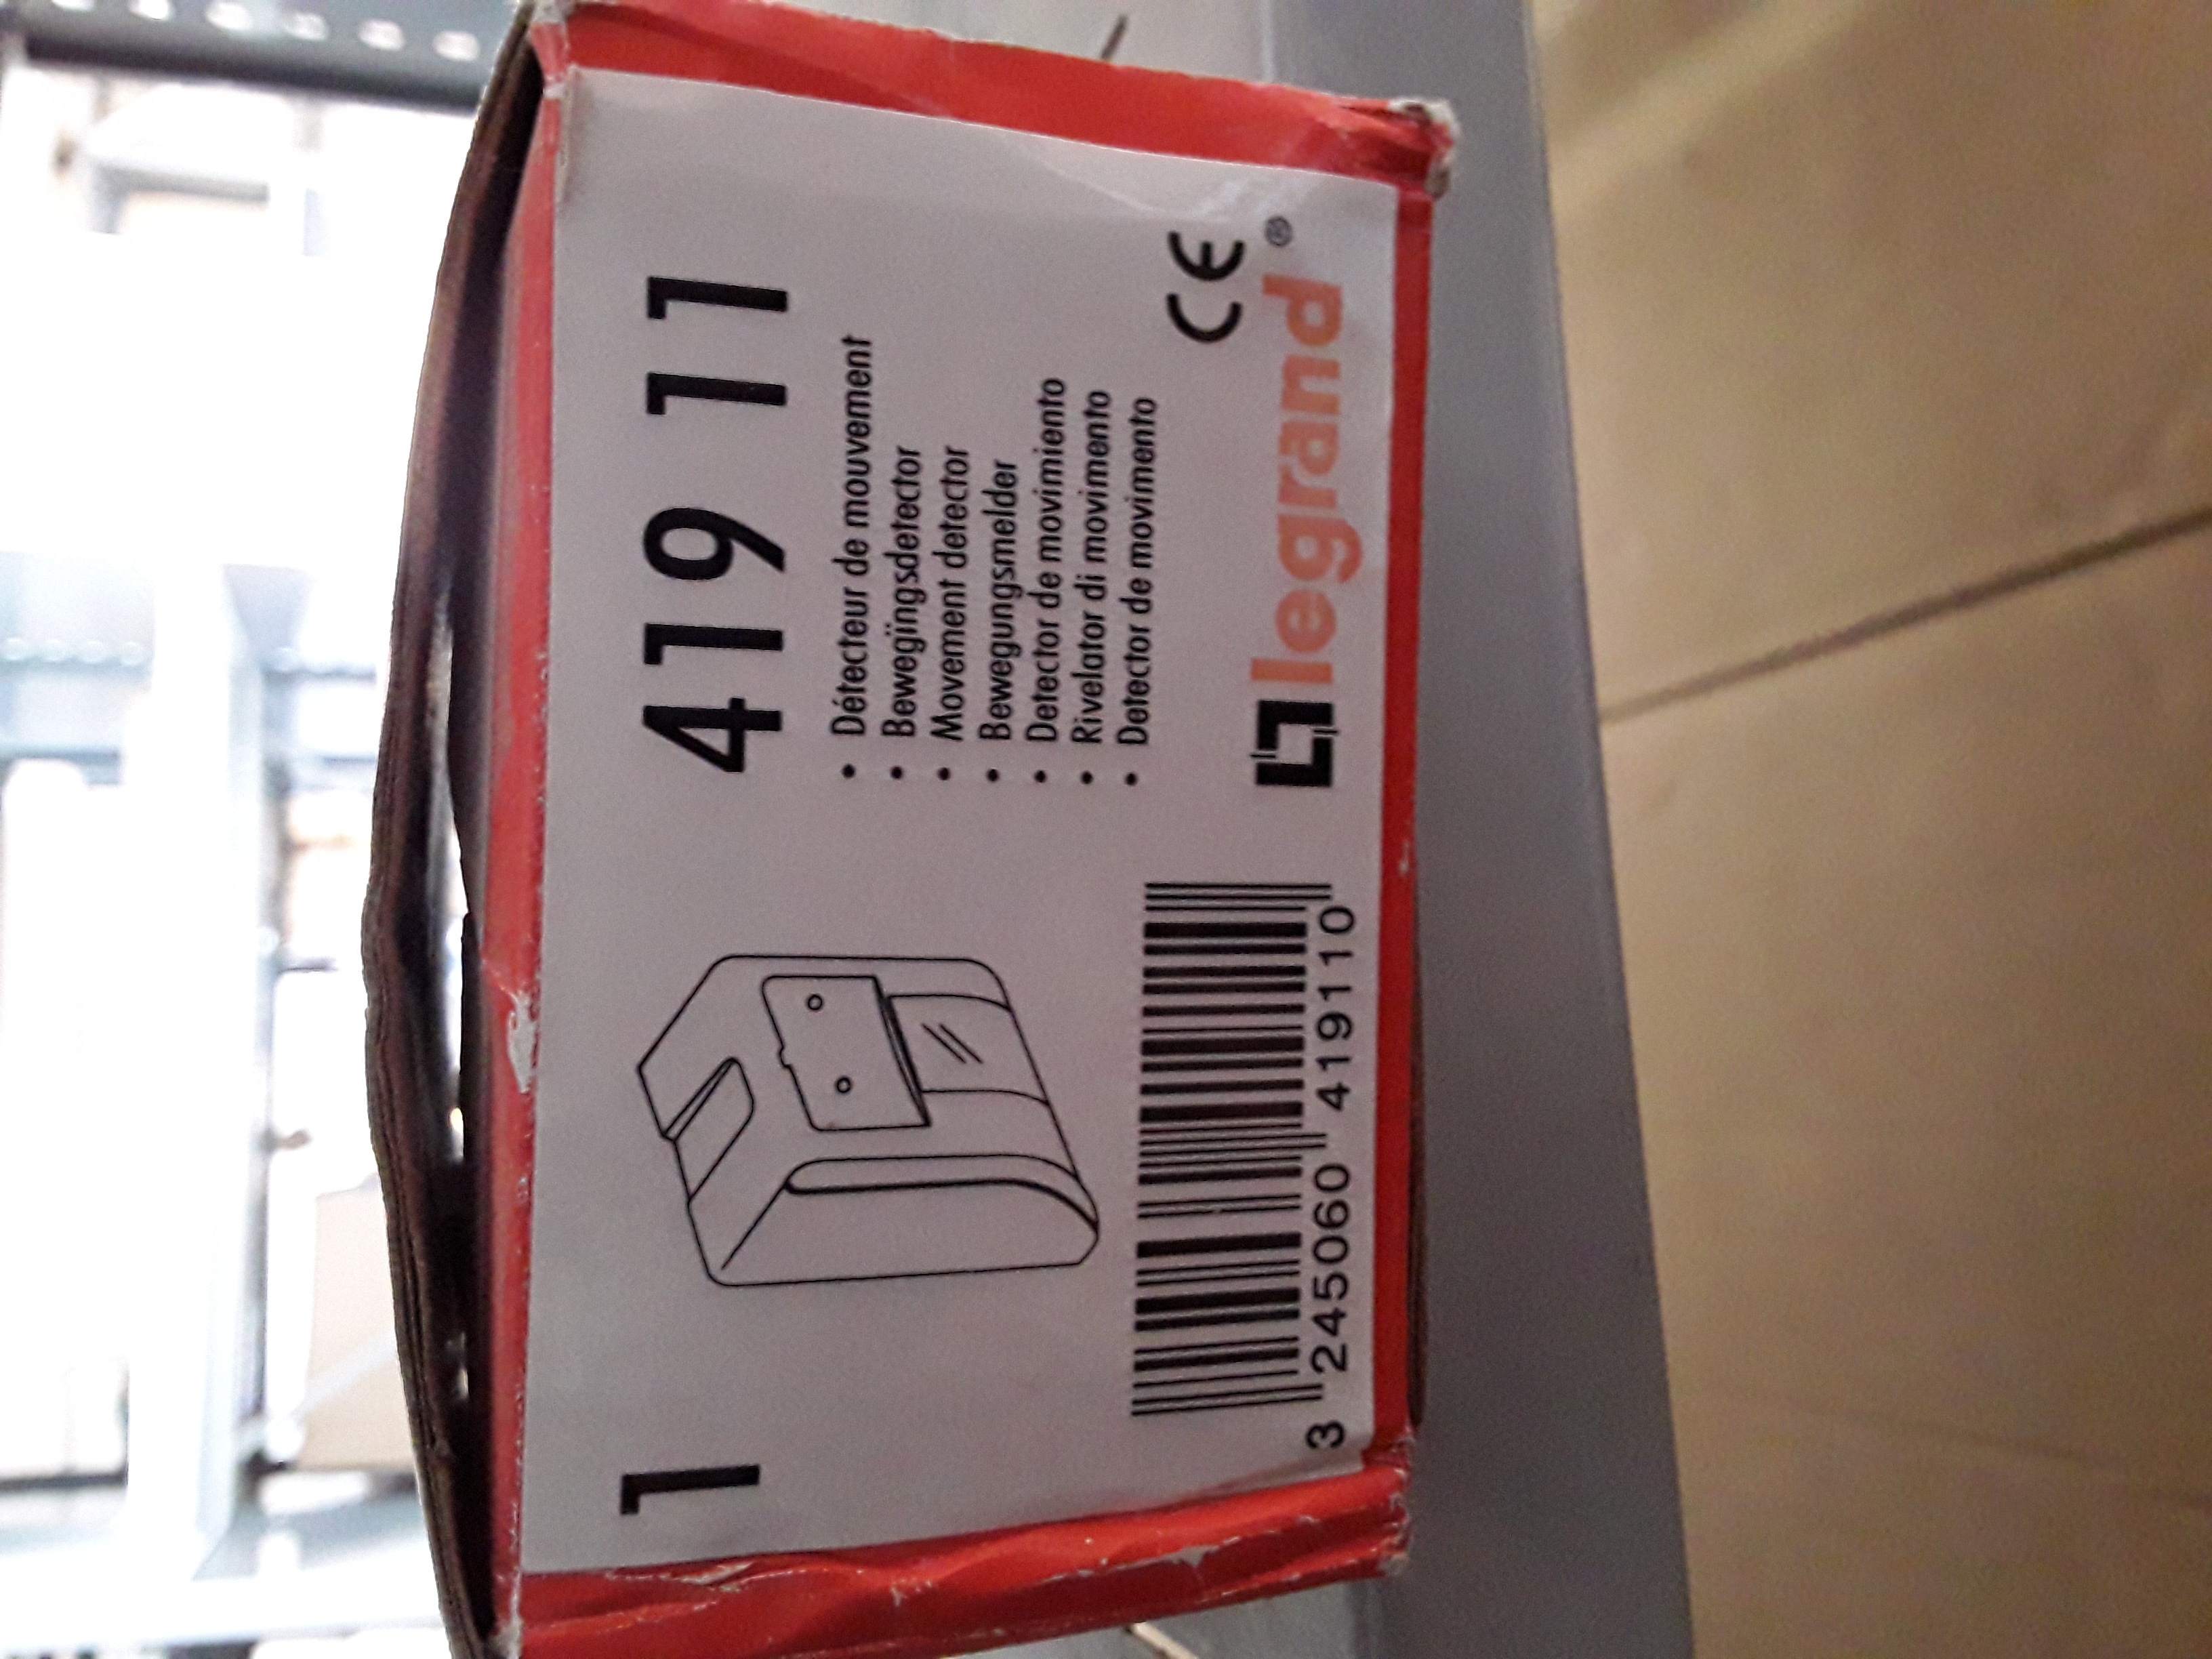 1
419 11
• Détecteur de mouvement
• Bewegingsdetector
• Movement detector
• Bewegungsmelder
• Detector de movimiento
• Rivelator di movimento
• Detector de movimento
CE
3 245060 419110
legrand®